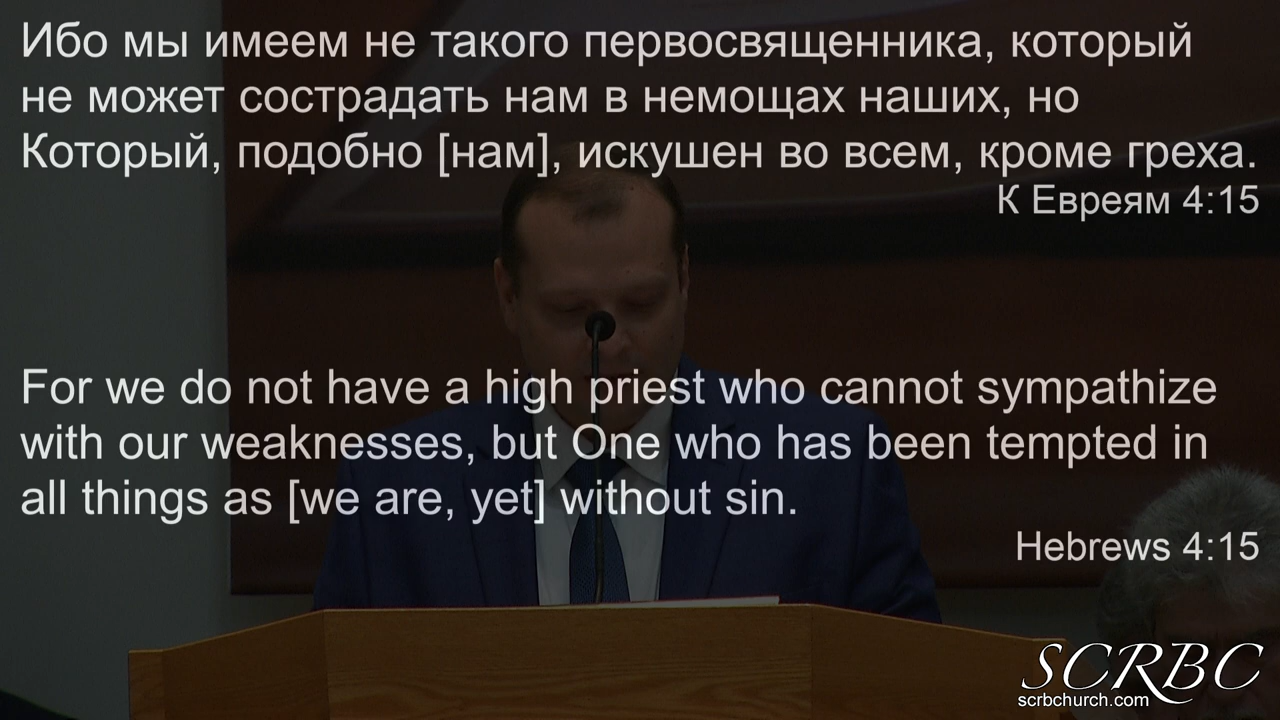 Ибо мы имеем не такого первосвященника, который
не может сострадать нам в немощах наших, но
Который, подобно [нам], искушен во всем, кроме греха.
К Евреям 4:15
For we do not have a high priest who cannot sympathize
with our weaknesses, but One who has been tempted in
all things as [we are, yet] without sin.
Hebrews 4:15
SCRBC
scrbchurch.com